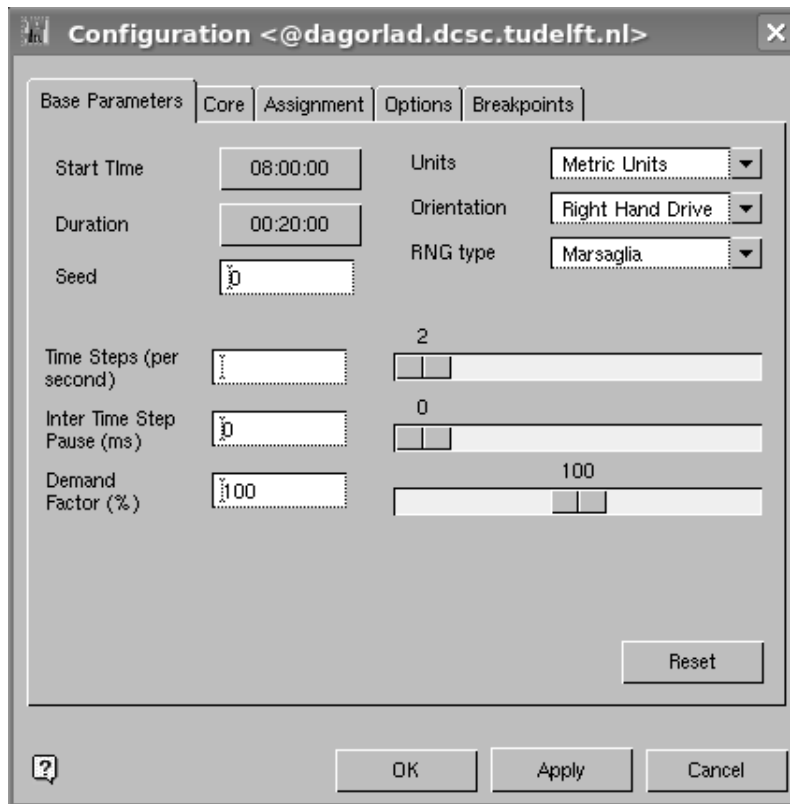 Configuration <@dagorlad.dcsc.tudelft.nl>
Base Parameters
Core
Assignment
Options
Breakpoints
Start TIme
08:00:00
Units
Metric Units
Duration
00:20:00
Orientation
Right Hand Drive
Seed
0
RNG type
Marsaglia
Time Steps (per
second)
2
Inter Time Step
Pause (ms)
0
0
Demand
Factor (%)
100
100
Reset
OK
Apply
Cancel